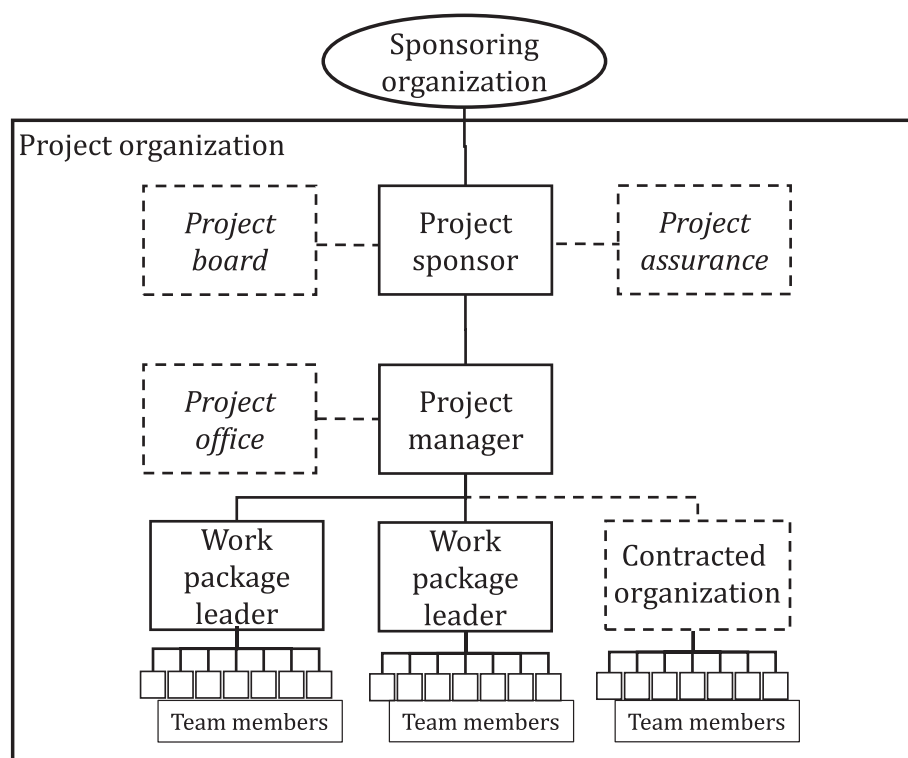 Sponsoring
organization
Project organization
Project
board
Project
sponsor
Project
assurance
Project
office
Project
manager
Work
package
leader
Work
package
leader
Contracted
organization
Team members
Team members
Team members